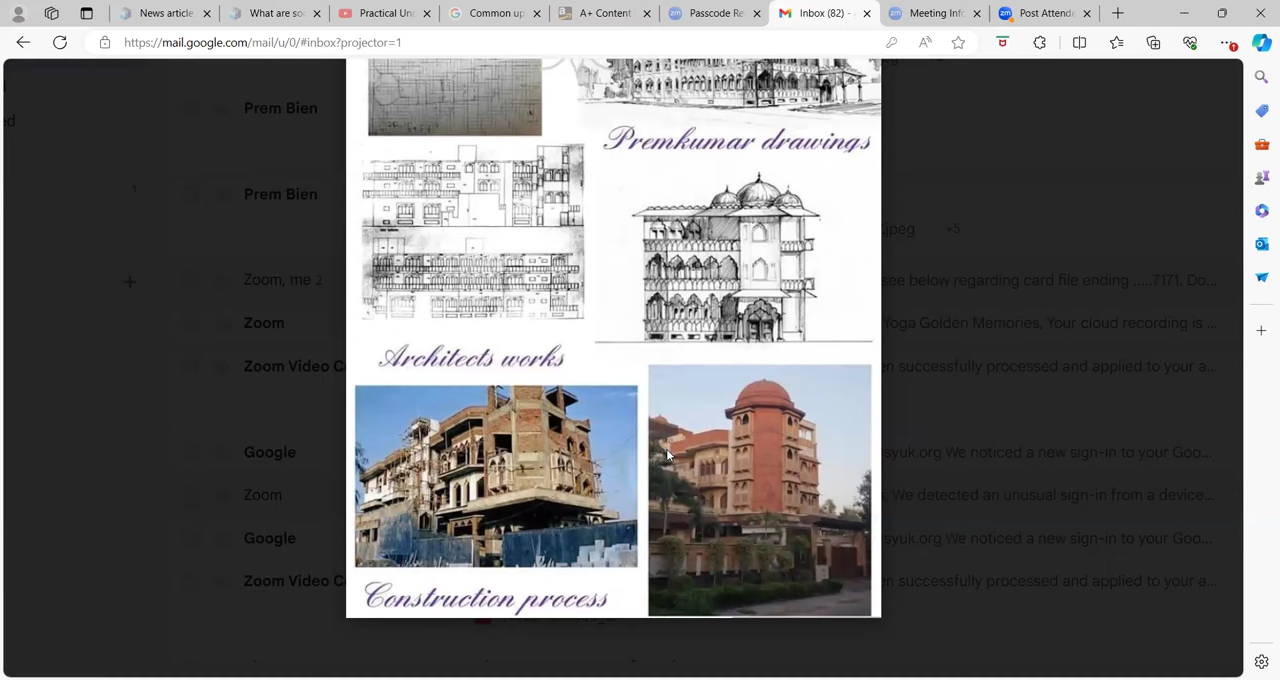 News article
What are so
Practical Un
Common up
A+ Content
Passcode Re
Inbox (82) -
Meeting Info
Post Attende
https://mail.google.com/mail/u/0/#inbox?projector=1
ed
Prem Bien
Premkumar drawings
1
Prem Bien
.jpeg +5
Zoom, me 2
see below regarding card file ending .....7171. Do...
Zoom
Yoga Golden Memories, Your cloud recording is ...
Architects works
Zoom Video C
en successfully processed and applied to your a...
Google
syuk.org We noticed a new sign-in to your Goo...
Zoom
, We detected an unusual sign-in from a device...
Google
syuk.org We noticed a new sign-in to your Goo...
Zoom Video C
en successfully processed and applied to your a...
Construction process